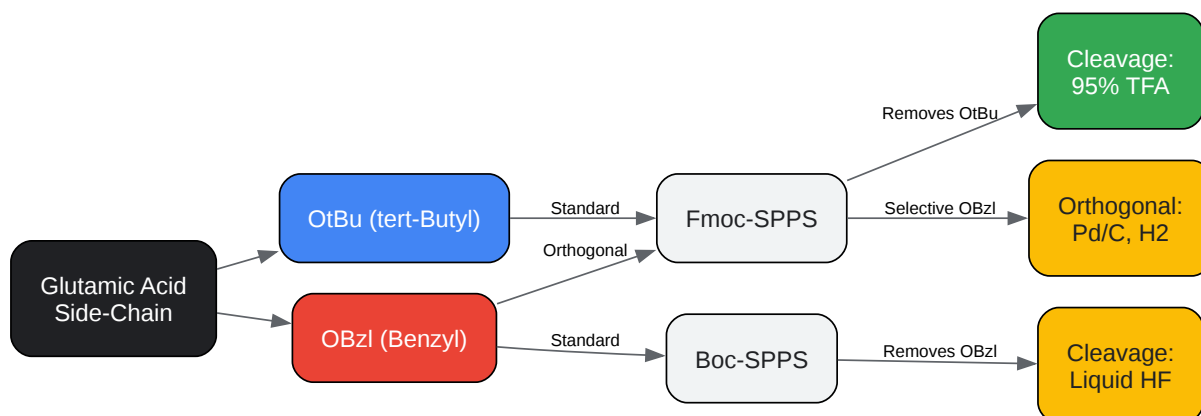 Glutamic Acid
Side-Chain
OtBu (tert-Butyl)
OBzl (Benzyl)
Standard
Orthogonal
Standard
Fmoc-SPPS
Boc-SPPS
Removes OtBu
Selective OBzl
Removes OBzl
Cleavage:
95% TFA
Orthogonal:
Pd/C, H2
Cleavage:
Liquid HF